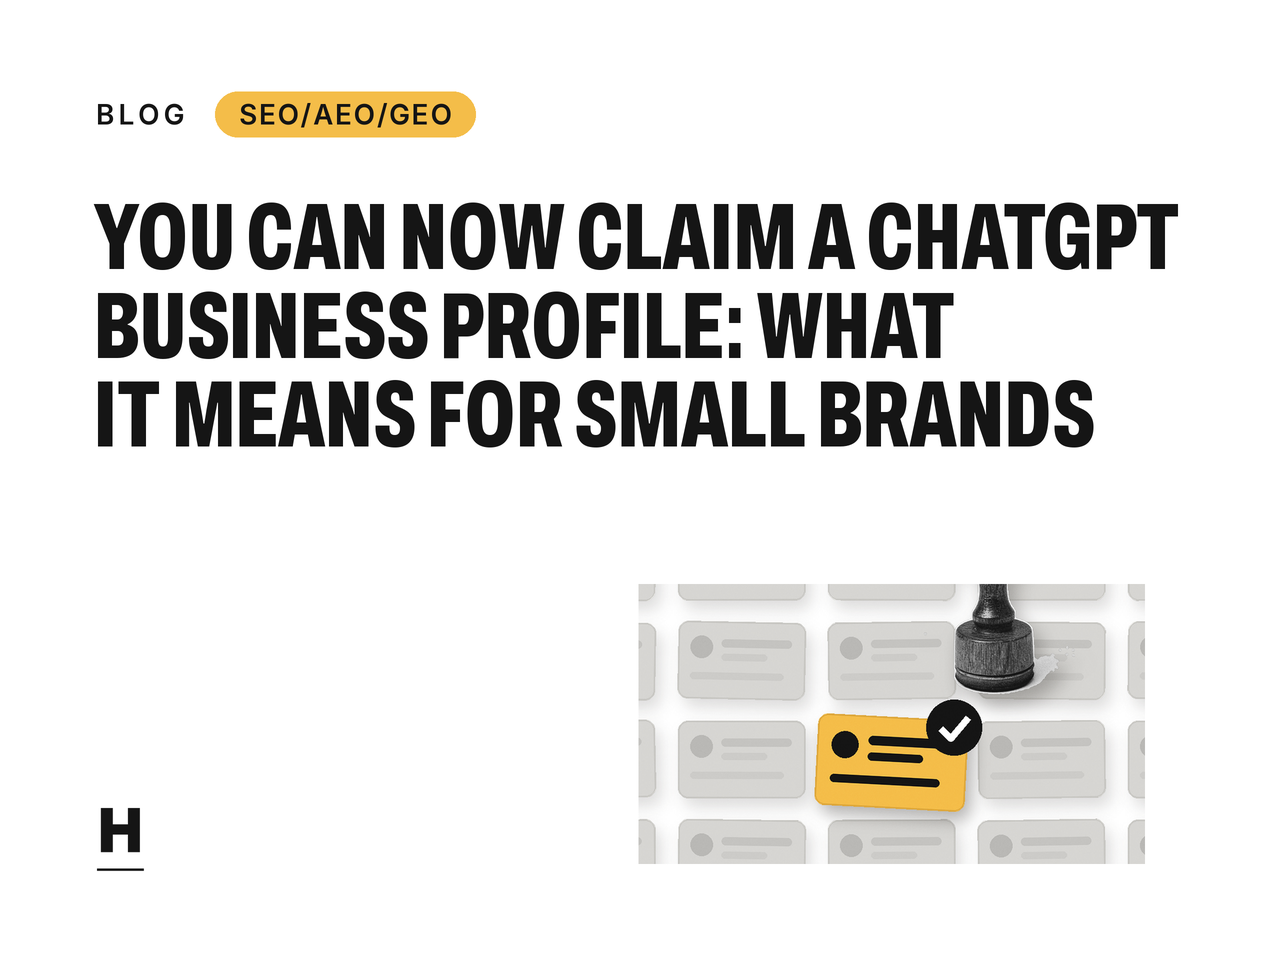 BLOG SEO/AEO/GEO
YOU CAN NOW CLAIM A CHATGPT
BUSINESS PROFILE: WHAT
IT MEANS FOR SMALL BRANDS
H